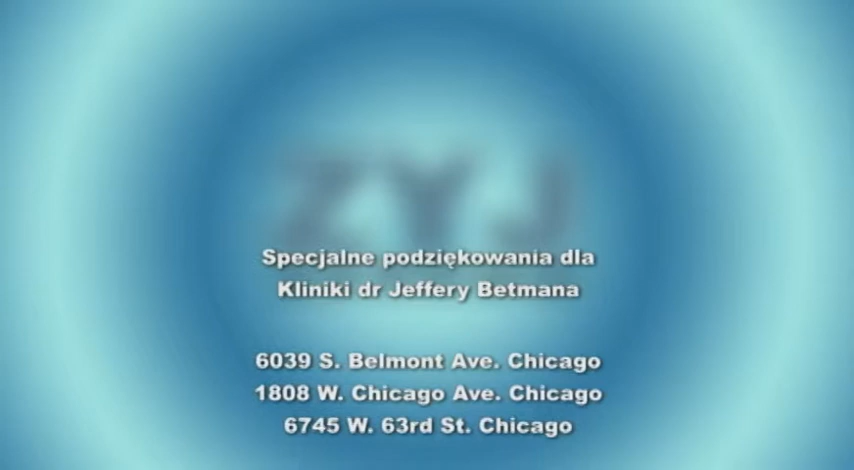 ZYJ
Specjalne podziękowania dla
Kliniki dr Jeffery Betmana
6039 S. Belmont Ave. Chicago
1808 W. Chicago Ave. Chicago
6745 W. 63rd St. Chicago